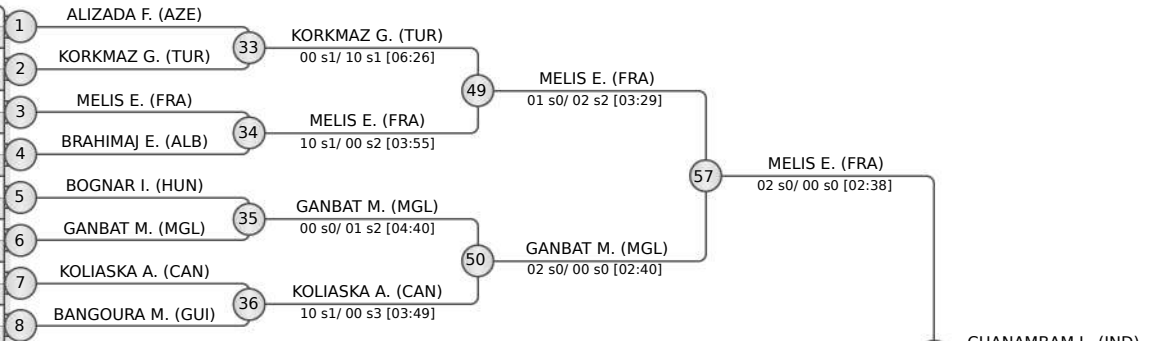 1
ALIZADA F. (AZE)
33
KORKMAZ G. (TUR)
00 s1/ 10 s1 [06:26]
2
KORKMAZ G. (TUR)
49
MELIS E. (FRA)
01 s0/ 02 s2 [03:29]
3
MELIS E. (FRA)
34
MELIS E. (FRA)
10 s1/ 00 s2 [03:55]
4
BRAHIMAJ E. (ALB)
57
MELIS E. (FRA)
02 s0/ 00 s0 [02:38]
5
BOGNAR I. (HUN)
35
GANBAT M. (MGL)
00 s0/ 01 s2 [04:40]
6
GANBAT M. (MGL)
50
GANBAT M. (MGL)
02 s0/ 00 s0 [02:40]
7
KOLIASKA A. (CAN)
36
KOLIASKA A. (CAN)
10 s1/ 00 s3 [03:49]
8
BANGOURA M. (GUI)